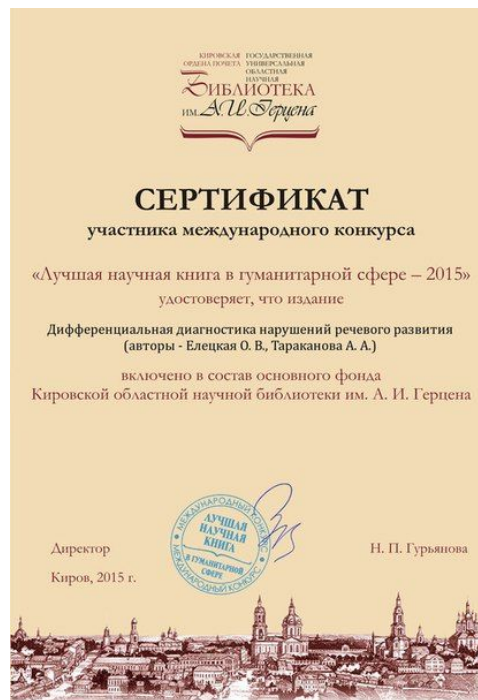 КИРОВСКАЯ ГОСУДАРСТВЕННАЯ
ОРДЕНА ПОЧЕТА УНИВЕРСАЛЬНАЯ
ОБЛАСТНАЯ
НАУЧНАЯ
БИБЛИОТЕКА
ИМ. А.И. Герцена
СЕРТИФИКАТ
участника международного конкурса
«Лучшая научная книга в гуманитарной сфере – 2015»
удостоверяет, что издание
Дифференциальная диагностика нарушений речевого развития
(авторы - Елецкая О. В., Тараканова А. А.)
включено в состав основного фонда
Кировской областной научной библиотеки им. А. И. Герцена
МЕЖДУНАРОДНЫЙ КОНКУРС
ЛУЧШАЯ
НАУЧНАЯ
КНИГА
В ГУМАНИТАРНОЙ
СФЕРЕ
МЕЖДУНАРОДНЫЙ КОНКУРС
Директор
Н. П. Гурьянова
Киров, 2015 г.